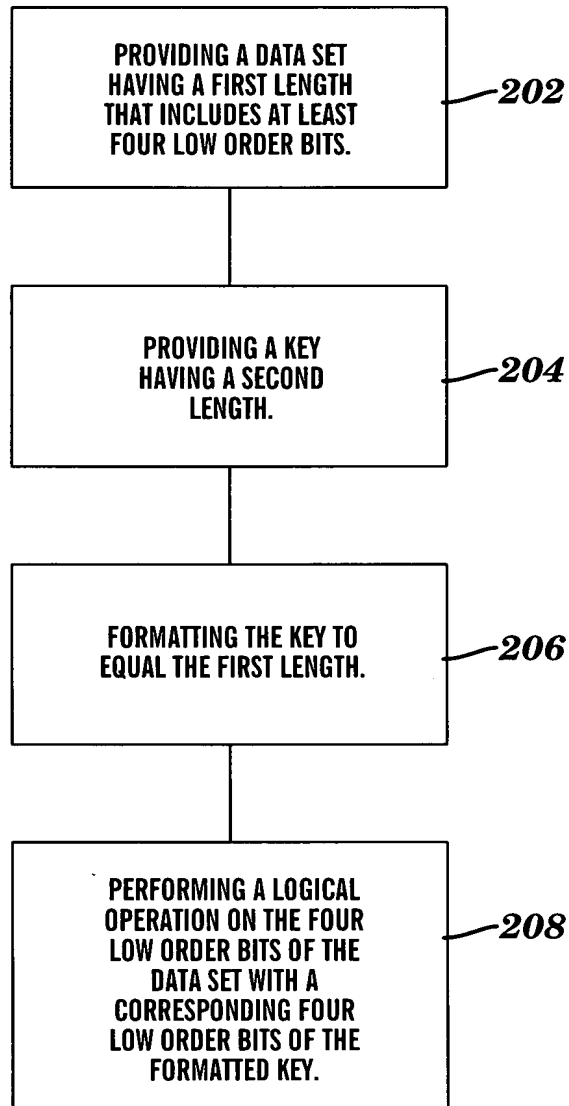 PROVIDING A DATA SET
HAVING A FIRST LENGTH
THAT INCLUDES AT LEAST
FOUR LOW ORDER BITS.
202
PROVIDING A KEY
HAVING A SECOND
LENGTH.
204
FORMATTING THE KEY TO
EQUAL THE FIRST LENGTH.
206
PERFORMING A LOGICAL
OPERATION ON THE FOUR
LOW ORDER BITS OF THE
DATA SET WITH A
CORRESPONDING FOUR
LOW ORDER BITS OF THE
FORMATTED KEY.
208